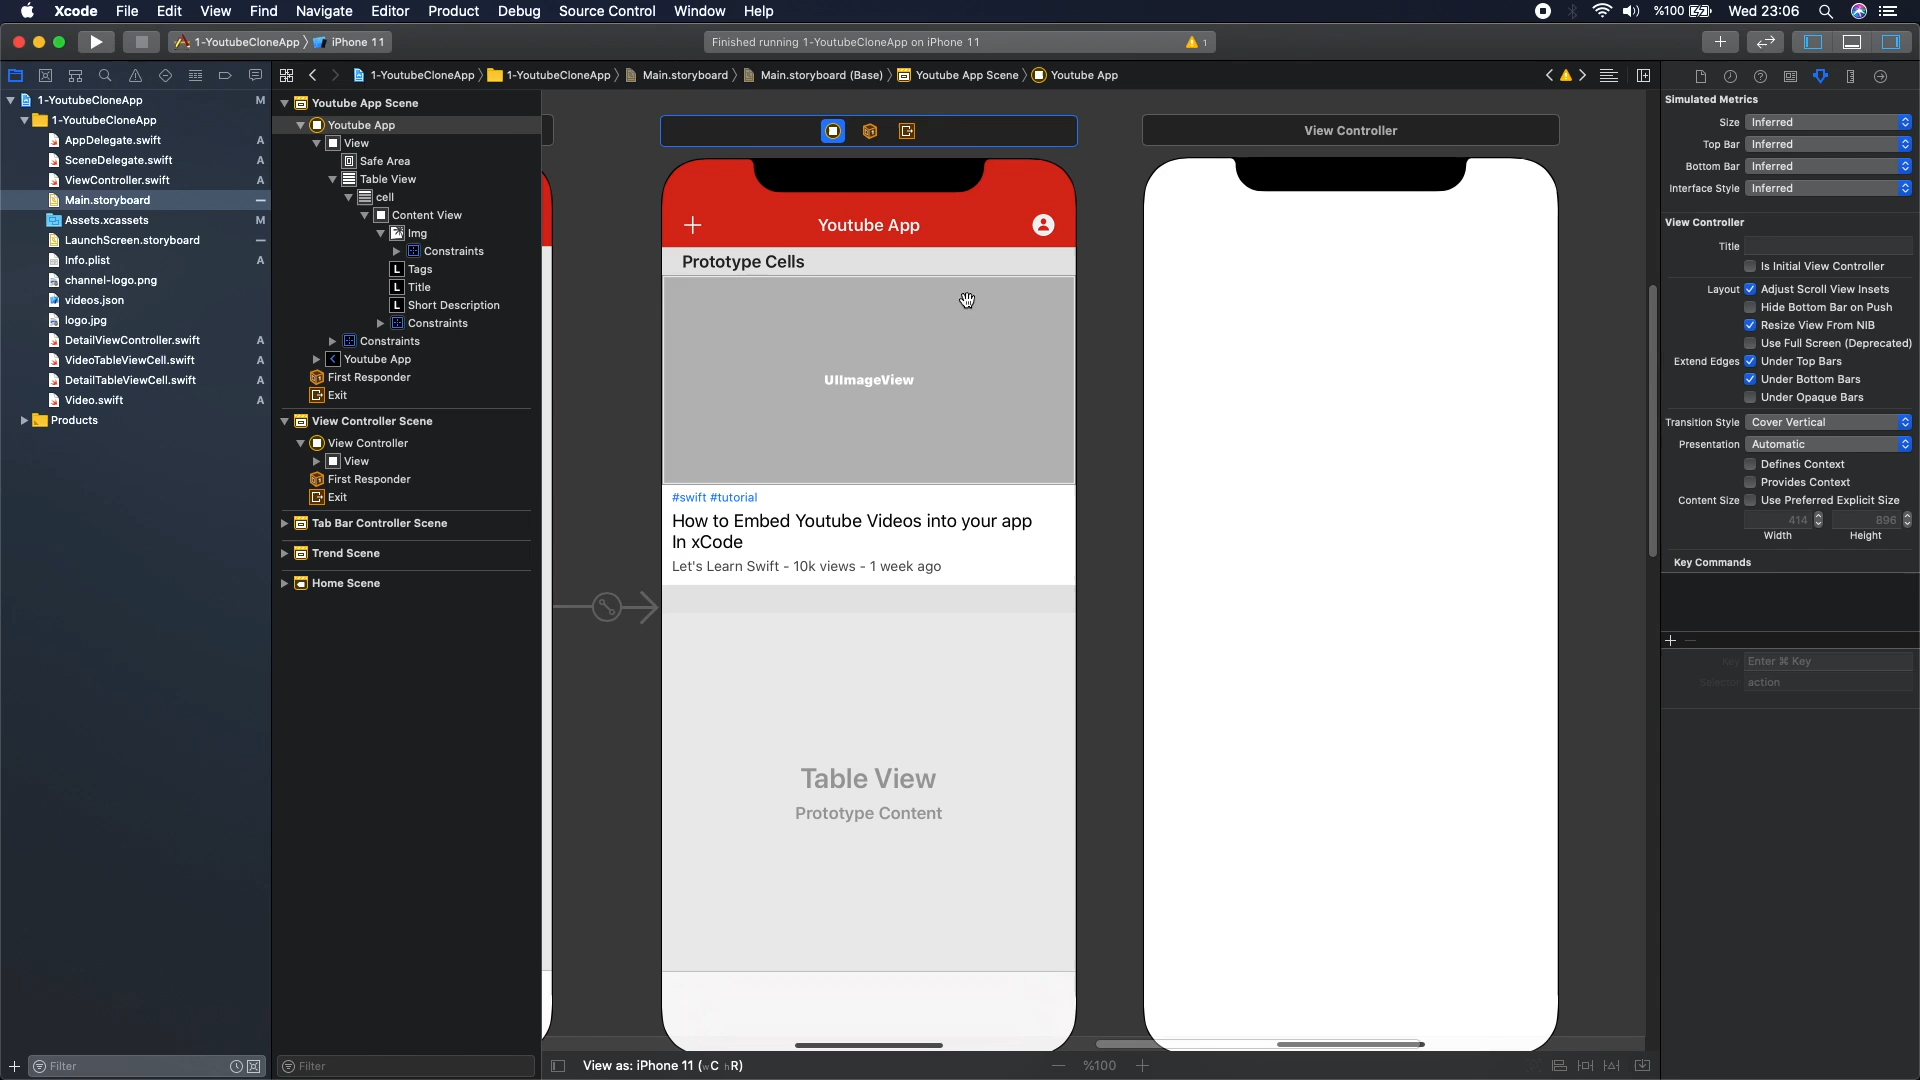 Xcode File Edit View Find Navigate Editor Product Debug Source Control Window Help %100 Wed 23:06
1-YoutubeCloneApp iPhone 11 Finished running 1-YoutubeCloneApp on iPhone 11 1
1-YoutubeCloneApp 1-YoutubeCloneApp Main.storyboard Main.storyboard (Base) Youtube App Scene Youtube App
1-YoutubeCloneApp M
1-YoutubeCloneApp
AppDelegate.swift A
SceneDelegate.swift A
ViewController.swift A
Main.storyboard
Assets.xcassets M
LaunchScreen.storyboard
Info.plist A
channel-logo.png
videos.json
logo.jpg
DetailViewController.swift A
VideoTableViewCell.swift A
DetailTableViewCell.swift A
Video.swift A
Products
Filter
Youtube App Scene
Youtube App
View
Safe Area
Table View
cell
Content View
Img
Constraints
L Tags
L Title
L Short Description
Constraints
Constraints
Youtube App
First Responder
Exit
View Controller Scene
View Controller
View
First Responder
Exit
Tab Bar Controller Scene
Trend Scene
Home Scene
Filter
Youtube App
Prototype Cells
UIImageView
#swift #tutorial
How to Embed Youtube Videos into your app
In xCode
Let's Learn Swift - 10k views - 1 week ago
Table View
Prototype Content
View Controller
View as: iPhone 11 (wC hR)
%100
Simulated Metrics
Size Inferred
Top Bar Inferred
Bottom Bar Inferred
Interface Style Inferred
View Controller
Title
Is Initial View Controller
Layout Adjust Scroll View Insets
Hide Bottom Bar on Push
Resize View From NIB
Use Full Screen (Deprecated)
Extend Edges Under Top Bars
Under Bottom Bars
Under Opaque Bars
Transition Style Cover Vertical
Presentation Automatic
Defines Context
Provides Context
Content Size Use Preferred Explicit Size
414 896
Width Height
Key Commands
Key Enter ⌘ Key
Selector action